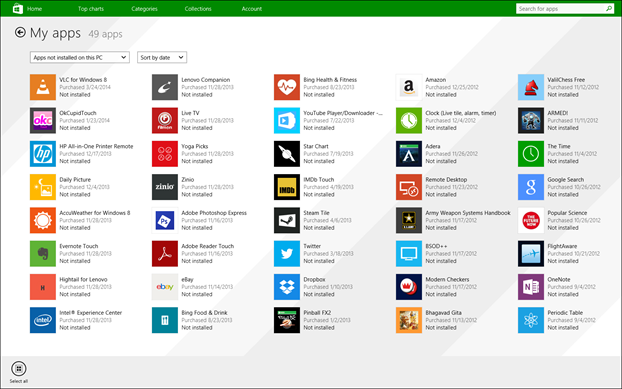 Home
Top charts
Categories
Collections
Account
Search for apps
My apps 49 apps
Apps not installed on this PC
Sort by date
VLC for Windows 8
Purchased 3/24/2014
Not installed
OkCupidTouch
Purchased 1/23/2014
Not installed
HP All-in-One Printer Remote
Purchased 12/17/2013
Not installed
Daily Picture
Purchased 12/4/2013
Not installed
AccuWeather for Windows 8
Purchased 11/28/2013
Not installed
Evernote Touch
Purchased 11/28/2013
Not installed
Hightail for Lenovo
Purchased 11/28/2013
Not installed
Intel® Experience Center
Purchased 11/28/2013
Not installed
Lenovo Companion
Purchased 11/28/2013
Not installed
Live TV
Purchased 11/28/2013
Not installed
Yoga Picks
Purchased 11/28/2013
Not installed
Zinio
Purchased 11/28/2013
Not installed
Adobe Photoshop Express
Purchased 11/16/2013
Not installed
Adobe Reader Touch
Purchased 11/16/2013
Not installed
eBay
Purchased 11/14/2013
Not installed
Bing Food & Drink
Purchased 8/23/2013
Not installed
Bing Health & Fitness
Purchased 8/23/2013
Not installed
YouTube Player/Downloader -...
Purchased 7/22/2013
Not installed
Star Chart
Purchased 7/19/2013
Not installed
IMDb Touch
Purchased 4/19/2013
Not installed
Steam Tile
Purchased 4/6/2013
Not installed
Twitter
Purchased 3/18/2013
Not installed
Dropbox
Purchased 1/10/2013
Not installed
Pinball FX2
Purchased 1/2/2013
Not installed
Amazon
Purchased 12/25/2012
Not installed
Clock (Live tile, alarm, timer)
Purchased 12/5/2012
Not installed
Adera
Purchased 11/28/2012
Not installed
Remote Desktop
Purchased 11/23/2012
Not installed
Army Weapon Systems Handbook
Purchased 11/17/2012
Not installed
BSOD++
Purchased 11/17/2012
Not installed
Modern Checkers
Purchased 11/17/2012
Not installed
Bhagavad Gita
Purchased 11/13/2012
Not installed
ValilChess Free
Purchased 11/12/2012
Not installed
ARMED!
Purchased 11/11/2012
Not installed
The Time
Purchased 11/4/2012
Not installed
Google Search
Purchased 10/26/2012
Not installed
Popular Science
Purchased 10/26/2012
Not installed
FlightAware
Purchased 10/21/2012
Not installed
OneNote
Purchased 9/4/2012
Not installed
Periodic Table
Purchased 9/4/2012
Not installed
Select all